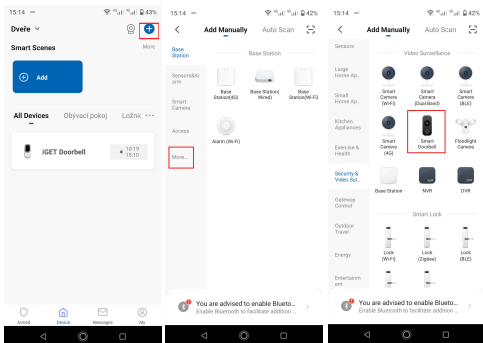 15:14
43%
Dveře
Smart Scenes
More
Add
All Devices
Obývací pokoj
Ložnik ...
iGET Doorbell
10:19
15:10
Armed
Device
Messages
My
15:14
42%
Add Manually
Auto Scan
Base
Station
Sensors&Al
arm
Smart
Camera
Access
More...
Base Station
Base
Station(4G)
Base Station(
Wired)
Base
Station(Wi-Fi)
Alarm (Wi-Fi)
You are advised to enable Blueto...
Enable Bluetooth to facilitate addition ...
15:14
42%
Add Manually
Auto Scan
Sensors
Large
Home Ap..
Small
Home Ap..
Kitchen
Appliances
Exercise &
Health
Security &
Video Sur..
Gateway
Control
Outdoor
Travel
Energy
Entertainm
ent
Video Surveillance
Smart
Camera
(Wi-Fi)
Smart
Camera
(Dual Band)
Smart
Camera
(BLE)
Smart
Camera
(4G)
Smart
Doorbell
Floodlight
Camera
Base Station
NVR
DVR
Smart Lock
Lock
(Wi-Fi)
Lock
(Zigbee)
Lock
(BLE)
You are advised to enable Blueto...
Enable Bluetooth to facilitate addition ...